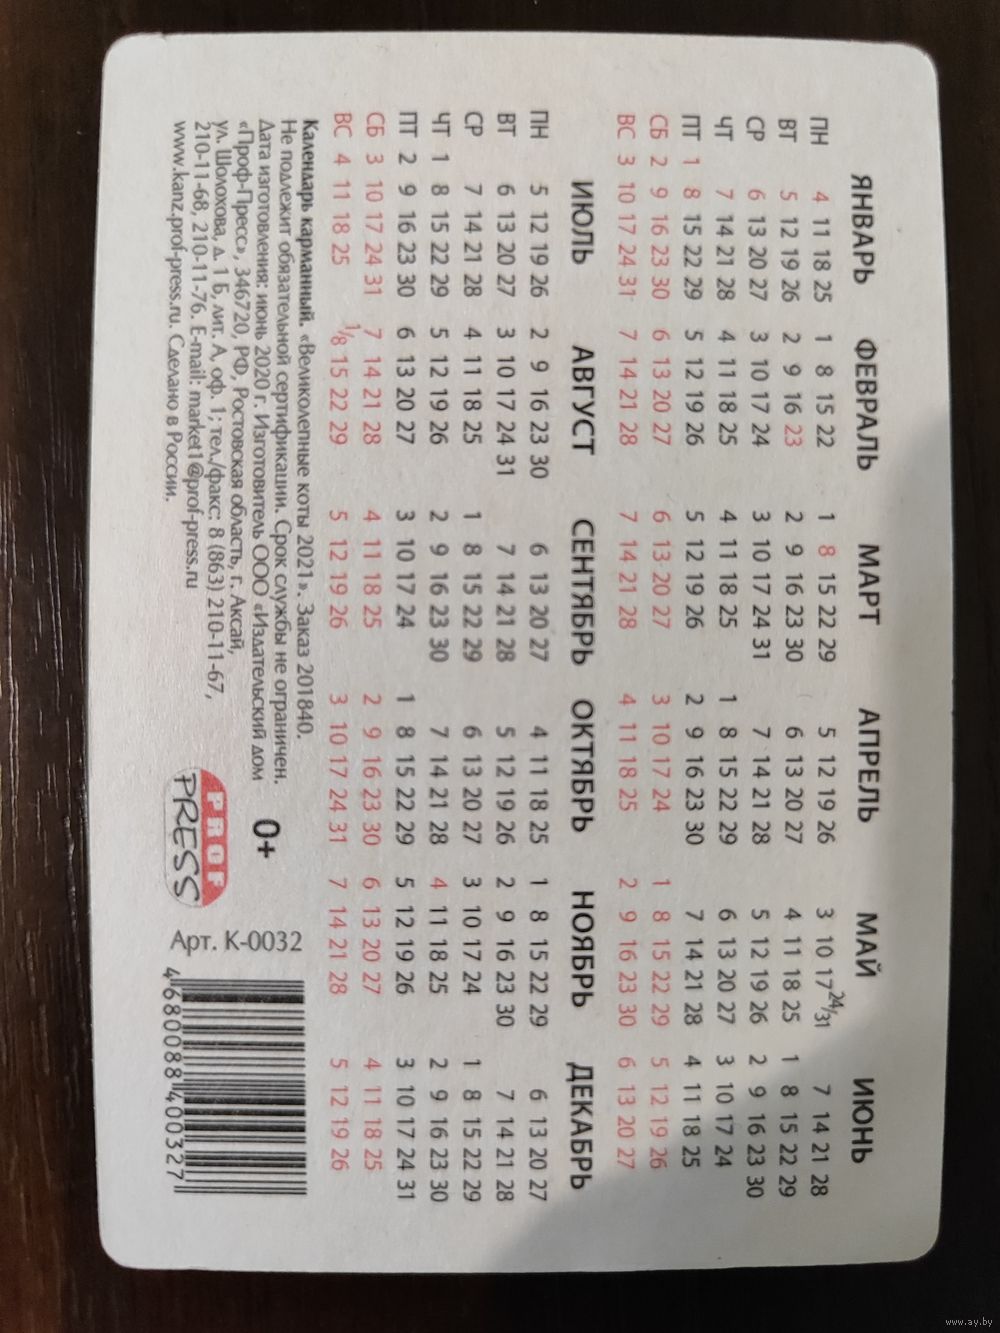 ЯНВАРЬ ФЕВРАЛЬ МАРТ АПРЕЛЬ МАЙ ИЮНЬ
ПН 4 11 18 25 1 8 15 22 1 8 15 22 29 5 12 19 26 3 10 17 24/31 7 14 21 28
ВТ 5 12 19 26 2 9 16 23 2 9 16 23 30 6 13 20 27 4 11 18 25 1 8 15 22 29
СР 6 13 20 27 3 10 17 24 3 10 17 24 31 7 14 21 28 5 12 19 26 2 9 16 23 30
ЧТ 7 14 21 28 4 11 18 25 4 11 18 25 1 8 15 22 29 6 13 20 27 3 10 17 24
ПТ 1 8 15 22 29 5 12 19 26 5 12 19 26 2 9 16 23 30 7 14 21 28 4 11 18 25
СБ 2 9 16 23 30 6 13 20 27 6 13 20 27 3 10 17 24 1 8 15 22 29 5 12 19 26
ВС 3 10 17 24 31 7 14 21 28 7 14 21 28 4 11 18 25 2 9 16 23 30 6 13 20 27
ИЮЛЬ АВГУСТ СЕНТЯБРЬ ОКТЯБРЬ НОЯБРЬ ДЕКАБРЬ
ПН 5 12 19 26 2 9 16 23 30 6 13 20 27 4 11 18 25 1 8 15 22 29 6 13 20 27
ВТ 6 13 20 27 3 10 17 24 31 7 14 21 28 5 12 19 26 2 9 16 23 30 7 14 21 28
СР 7 14 21 28 4 11 18 25 1 8 15 22 29 6 13 20 27 3 10 17 24 1 8 15 22 29
ЧТ 1 8 15 22 29 5 12 19 26 2 9 16 23 30 7 14 21 28 4 11 18 25 2 9 16 23 30
ПТ 2 9 16 23 30 6 13 20 27 3 10 17 24 1 8 15 22 29 5 12 19 26 3 10 17 24 31
СБ 3 10 17 24 31 7 14 21 28 4 11 18 25 2 9 16 23 30 6 13 20 27 4 11 18 25
ВС 4 11 18 25 1/8 15 22 29 5 12 19 26 3 10 17 24 31 7 14 21 28 5 12 19 26
Календарь карманный. «Великолепные коты 2021». Заказ 201840.
Не подлежит обязательной сертификации. Срок службы не ограничен.
Дата изготовления: июнь 2020 г. Изготовитель ООО «Издательский дом
«Проф-Пресс», 346720, РФ, Ростовская область, г. Аксай,
ул. Шолохова, д. 1 Б, лит. А, оф. 1; тел./факс: 8 (863) 210-11-67,
210-11-68, 210-11-76. E-mail: market1@prof-press.ru
www.kanz.prof-press.ru. Сделано в России.
0+
PROF
PRESS
Арт. К-0032
4680088400327
www.ay.by